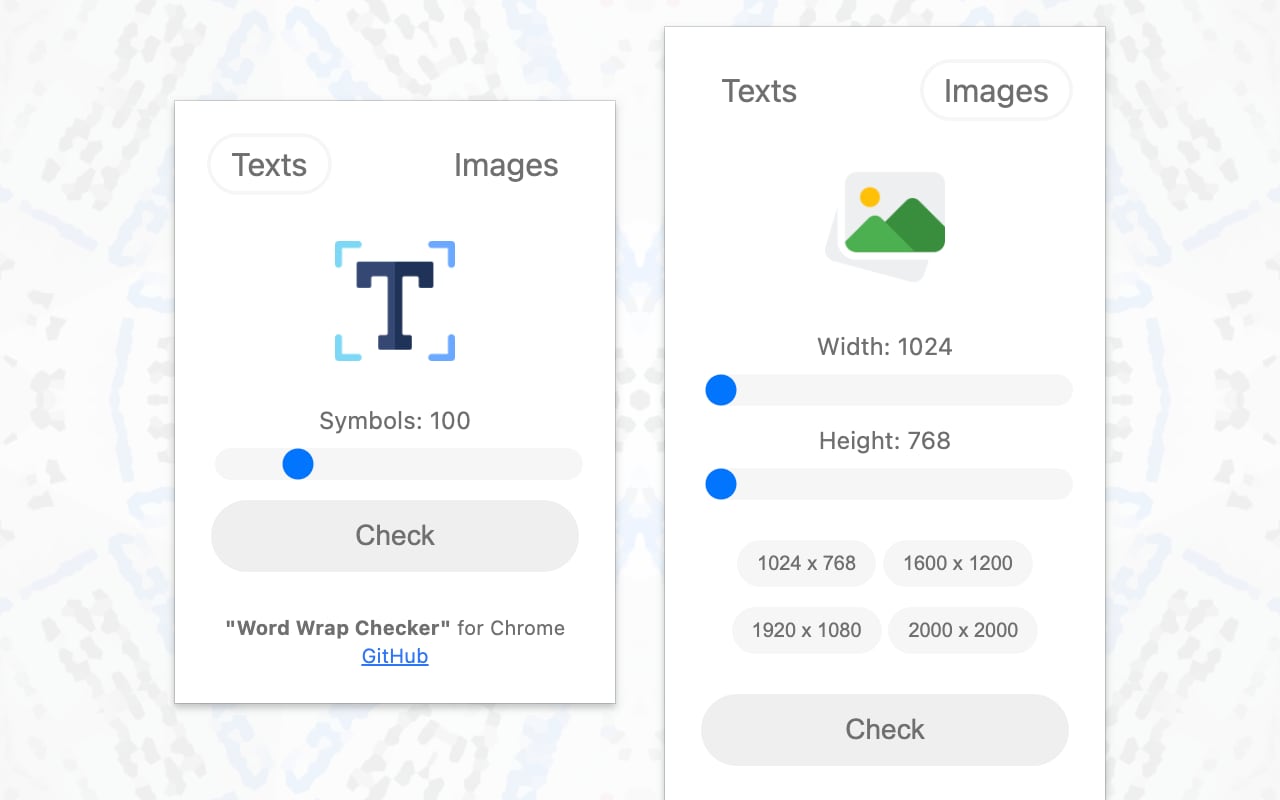 Texts Images
Symbols: 100
Check
"Word Wrap Checker" for Chrome
GitHub
Texts Images
Width: 1024
Height: 768
1024 x 768 1600 x 1200
1920 x 1080 2000 x 2000
Check